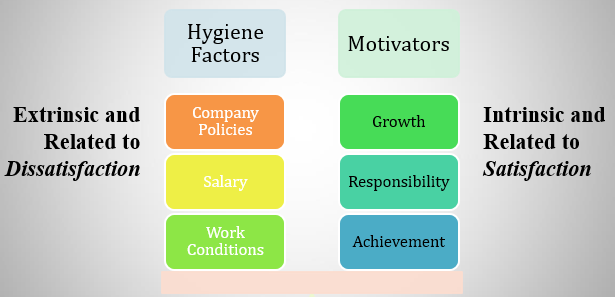 Hygiene
Factors
Motivators
Extrinsic and
Related to
Dissatisfaction
Company
Policies
Salary
Work
Conditions
Growth
Responsibility
Achievement
Intrinsic and
Related to
Satisfaction